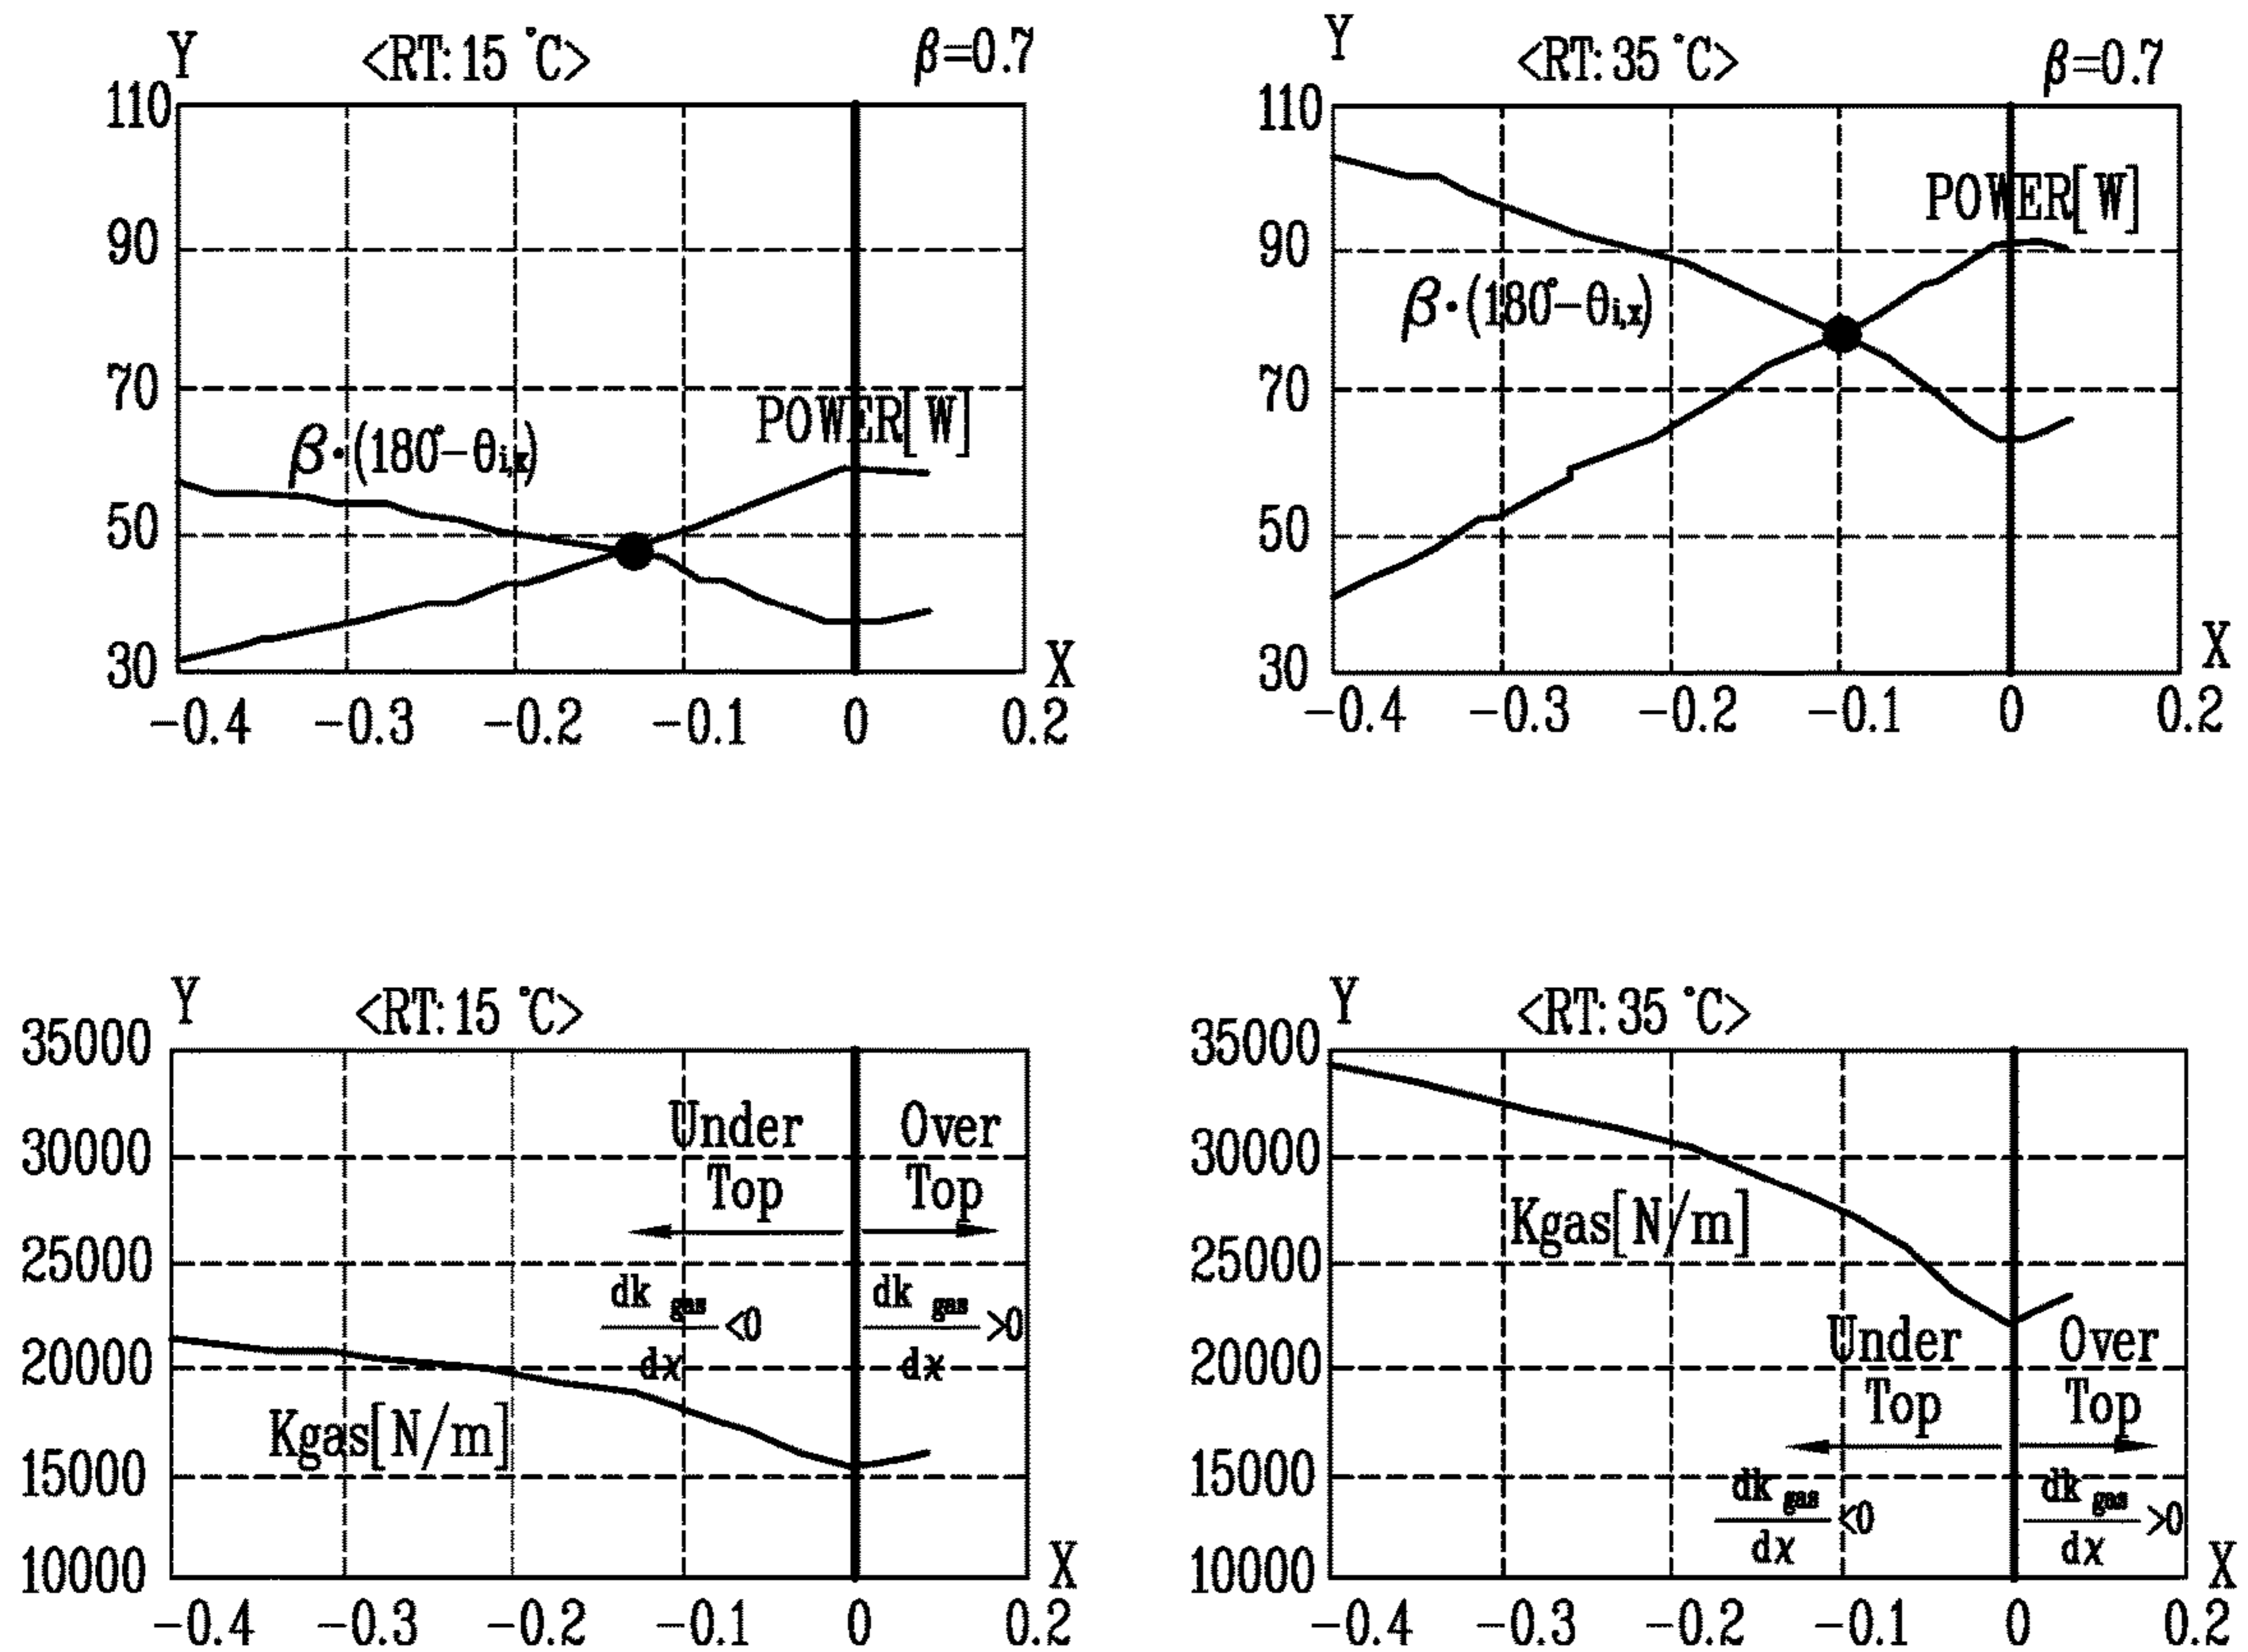 Y <RT: 15 °C> β=0.7
110
90
70
50
30
POWER[W]
β·(180°-θi,x)
X
-0.4 -0.3 -0.2 -0.1 0 0.2
Y <RT: 35 °C> β=0.7
110
90
70
50
30
POWER[W]
β·(180°-θi,x)
X
-0.4 -0.3 -0.2 -0.1 0 0.2
Y <RT: 15 °C>
35000
30000
25000
20000
15000
10000
Under Over
Top Top
dk gas <0 dk gas >0
dχ dχ
Kgas[N/m]
X
-0.4 -0.3 -0.2 -0.1 0 0.2
Y <RT: 35 °C>
35000
30000
25000
20000
15000
10000
Kgas[N/m]
Under Over
Top Top
dk gas <0 dk gas >0
dχ dχ
X
-0.4 -0.3 -0.2 -0.1 0 0.2